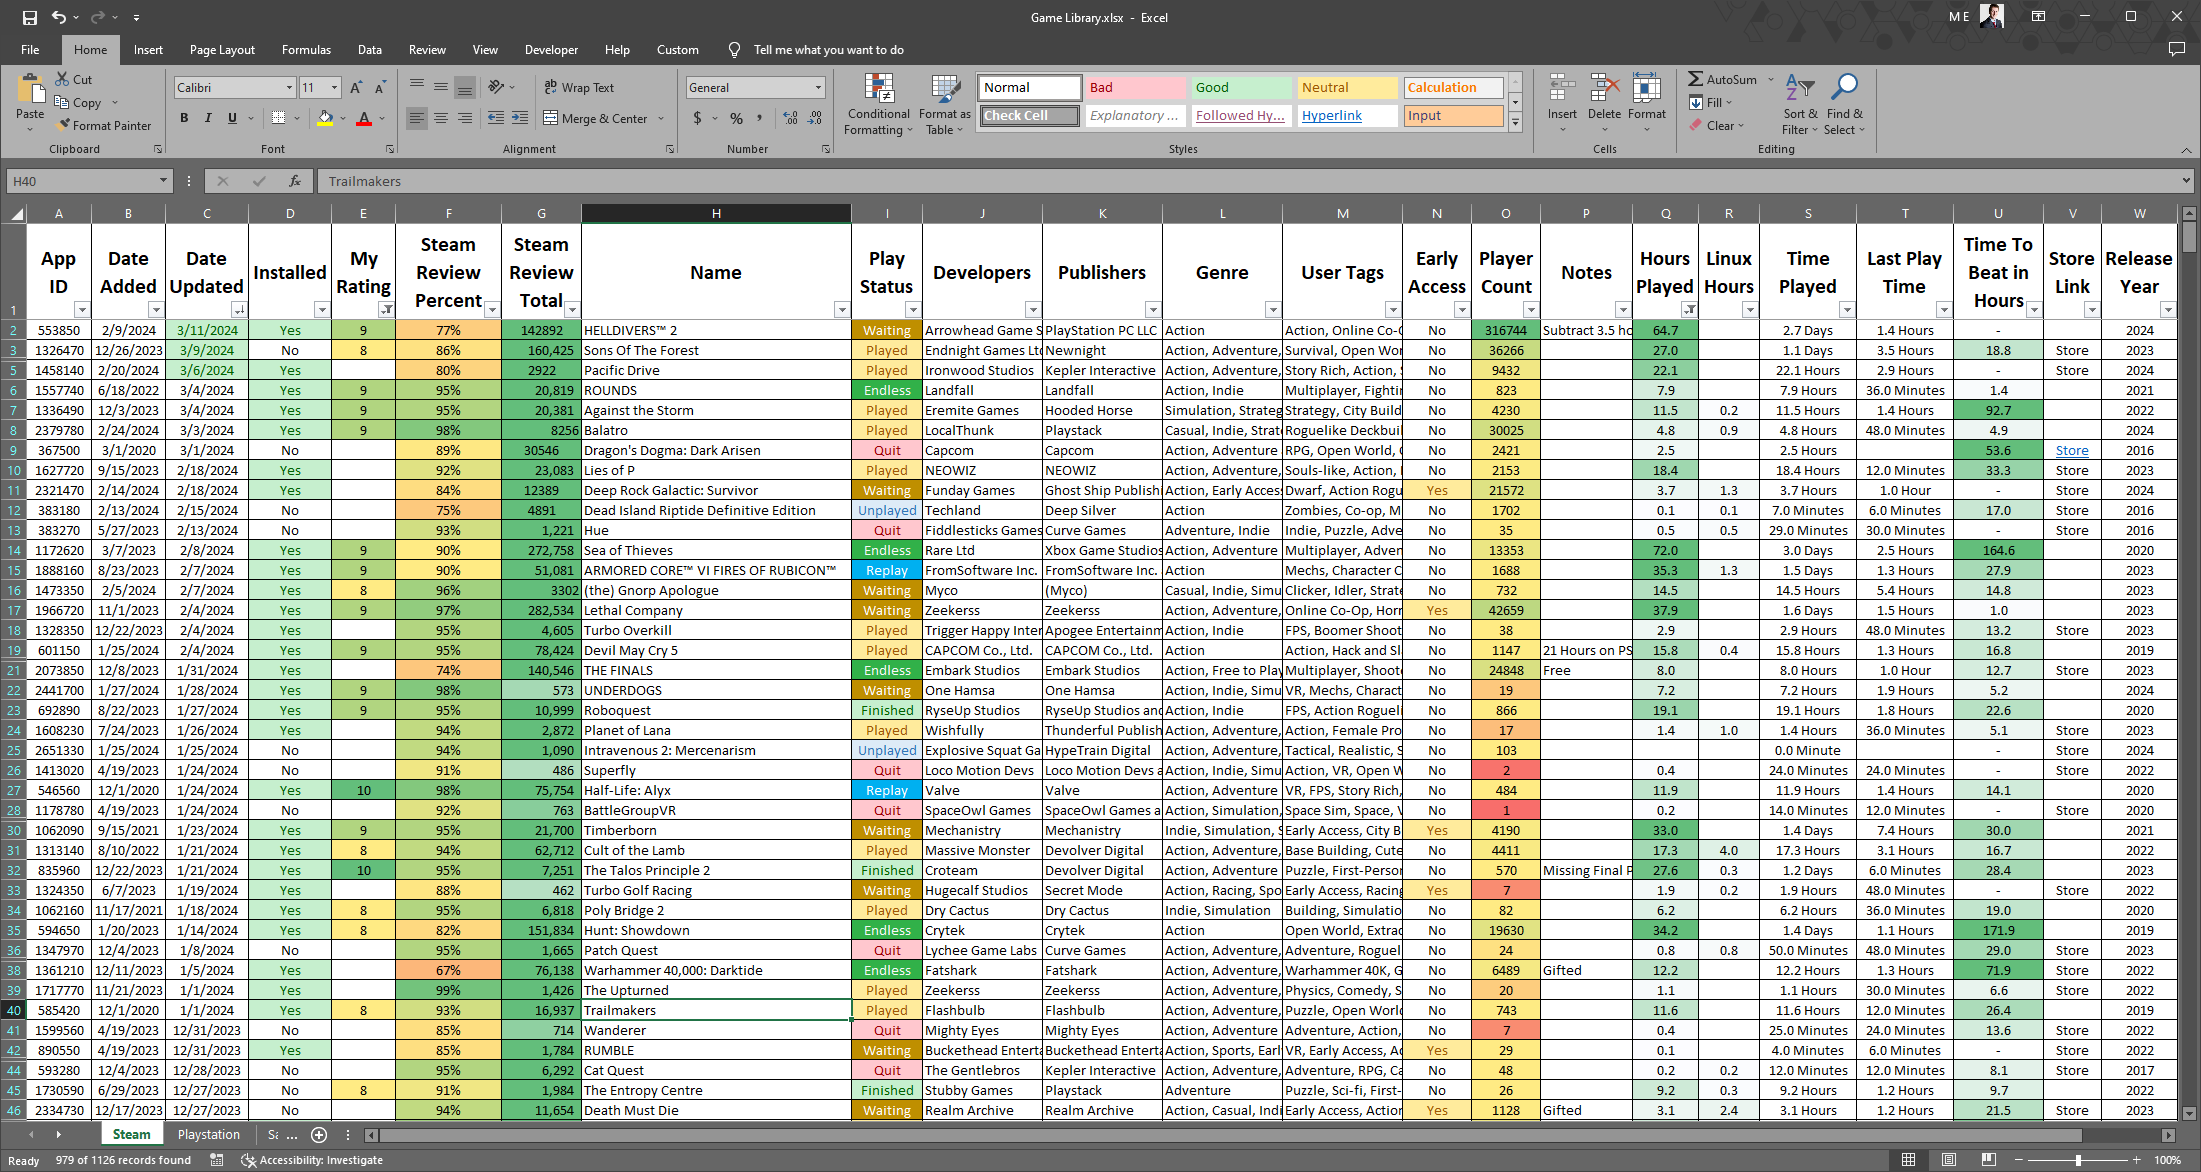 Game Library.xlsx - Excel
M E
File Home Insert Page Layout Formulas Data Review View Developer Help Custom Tell me what you want to do
Paste Cut Copy Format Painter Clipboard
Calibri 11 B I U Font
Wrap Text Merge & Center Alignment
General $ % Number
Conditional Formatting Format as Table
Normal Bad Good Neutral Calculation
Check Cell Explanatory ... Followed Hy... Hyperlink Input
Styles
Insert Delete Format Cells
AutoSum Fill Clear Sort & Filter Find & Select Editing
H40 fx Trailmakers
A B C D E F G H I J K L M N O P Q R S T U V W
1 App ID Date Added Date Updated Installed My Rating Steam Review Percent Steam Review Total Name Play Status Developers Publishers Genre User Tags Early Access Player Count Notes Hours Played Linux Hours Time Played Last Play Time Time To Beat in Hours Store Link Release Year
2 553850 2/9/2024 3/11/2024 Yes 9 77% 142892 HELLDIVERS™ 2 Waiting Arrowhead Game S PlayStation PC LLC Action Action, Online Co-O No 316744 Subtract 3.5 ho 64.7 2.7 Days 1.4 Hours - 2024
3 1326470 12/26/2023 3/9/2024 No 8 86% 160,425 Sons Of The Forest Played Endnight Games Ltd Newnight Action, Adventure, Survival, Open Wor No 36266 27.0 1.1 Days 3.5 Hours 18.8 Store 2023
5 1458140 2/20/2024 3/6/2024 Yes 80% 2922 Pacific Drive Played Ironwood Studios Kepler Interactive Action, Adventure, Story Rich, Action, S No 9432 22.1 22.1 Hours 2.9 Hours - Store 2024
6 1557740 6/18/2022 3/4/2024 Yes 9 95% 20,819 ROUNDS Endless Landfall Landfall Action, Indie Multiplayer, Fightin No 823 7.9 7.9 Hours 36.0 Minutes 1.4 2021
7 1336490 12/3/2023 3/4/2024 Yes 9 95% 20,381 Against the Storm Played Eremite Games Hooded Horse Simulation, Strateg Strategy, City Build No 4230 11.5 0.2 11.5 Hours 1.4 Hours 92.7 2022
8 2379780 2/24/2024 3/3/2024 Yes 9 98% 8256 Balatro Played LocalThunk Playstack Casual, Indie, Strat Roguelike Deckbuil No 30025 4.8 0.9 4.8 Hours 48.0 Minutes 4.9 2024
9 367500 3/1/2020 3/1/2024 No 89% 30546 Dragon's Dogma: Dark Arisen Quit Capcom Capcom Action, Adventure, RPG, Open World, No 2421 2.5 2.5 Hours 53.6 Store 2016
10 1627720 9/15/2023 2/18/2024 Yes 92% 23,083 Lies of P Played NEOWIZ NEOWIZ Action, Adventure, Souls-like, Action, No 2153 18.4 18.4 Hours 12.0 Minutes 33.3 Store 2023
11 2321470 2/14/2024 2/18/2024 Yes 84% 12389 Deep Rock Galactic: Survivor Waiting Funday Games Ghost Ship Publishi Action, Early Acces Dwarf, Action Rogu Yes 21572 3.7 1.3 3.7 Hours 1.0 Hour - Store 2024
12 383180 2/13/2024 2/15/2024 No 75% 4891 Dead Island Riptide Definitive Edition Unplayed Techland Deep Silver Action Zombies, Co-op, M No 1702 0.1 0.1 7.0 Minutes 6.0 Minutes 17.0 Store 2016
13 383270 5/27/2023 2/13/2024 No 93% 1,221 Hue Quit Fiddlesticks Games Curve Games Adventure, Indie Indie, Puzzle, Adve No 35 0.5 0.5 29.0 Minutes 30.0 Minutes - Store 2016
14 1172620 3/7/2023 2/8/2024 Yes 9 90% 272,758 Sea of Thieves Endless Rare Ltd Xbox Game Studios Action, Adventure Multiplayer, Adven No 13353 72.0 3.0 Days 2.5 Hours 164.6 2020
15 1888160 8/23/2023 2/7/2024 Yes 9 90% 51,081 ARMORED CORE™ VI FIRES OF RUBICON™ Replay FromSoftware Inc. FromSoftware Inc. Action Mechs, Character C No 1688 35.3 1.3 1.5 Days 1.3 Hours 27.9 2023
16 1473350 2/5/2024 2/7/2024 Yes 8 96% 3302 (the) Gnorp Apologue Waiting Myco (Myco) Casual, Indie, Simu Clicker, Idler, Strate No 732 14.5 14.5 Hours 5.4 Hours 14.8 2023
17 1966720 11/1/2023 2/4/2024 Yes 9 97% 282,534 Lethal Company Waiting Zeekerss Zeekerss Action, Adventure, Online Co-Op, Horr Yes 42659 37.9 1.6 Days 1.5 Hours 1.0 2023
18 1328350 12/22/2023 2/4/2024 Yes 95% 4,605 Turbo Overkill Played Trigger Happy Inter Apogee Entertainm Action, Indie FPS, Boomer Shoot No 38 2.9 2.9 Hours 48.0 Minutes 13.2 Store 2023
19 601150 1/25/2024 2/4/2024 Yes 9 95% 78,424 Devil May Cry 5 Played CAPCOM Co., Ltd. CAPCOM Co., Ltd. Action Action, Hack and Sl No 1147 21 Hours on PS 15.8 0.4 15.8 Hours 1.3 Hours 16.8 2019
21 2073850 12/8/2023 1/31/2024 Yes 74% 140,546 THE FINALS Endless Embark Studios Embark Studios Action, Free to Play Multiplayer, Shoote No 24848 Free 8.0 8.0 Hours 1.0 Hour 12.7 Store 2023
22 2441700 1/27/2024 1/28/2024 Yes 9 98% 573 UNDERDOGS Waiting One Hamsa One Hamsa Action, Indie, Simu VR, Mechs, Charact No 19 7.2 7.2 Hours 1.9 Hours 5.2 2024
23 692890 8/22/2023 1/27/2024 Yes 9 95% 10,999 Roboquest Finished RyseUp Studios RyseUp Studios and Action, Indie FPS, Action Rogueli No 866 19.1 19.1 Hours 1.8 Hours 22.6 2020
24 1608230 7/24/2023 1/26/2024 Yes 94% 2,872 Planet of Lana Played Wishfully Thunderful Publish Action, Adventure, Action, Female Pro No 17 1.4 1.0 1.4 Hours 36.0 Minutes 5.1 Store 2023
25 2651330 1/25/2024 1/25/2024 No 94% 1,090 Intravenous 2: Mercenarism Unplayed Explosive Squat Ga HypeTrain Digital Action, Adventure, Tactical, Realistic, S No 103 0.0 Minute - Store 2024
26 1413020 4/19/2023 1/24/2024 No 91% 486 Superfly Quit Loco Motion Devs Loco Motion Devs a Action, Indie, Simu Action, VR, Open W No 2 0.4 24.0 Minutes 24.0 Minutes - Store 2022
27 546560 12/1/2020 1/24/2024 Yes 10 98% 75,754 Half-Life: Alyx Replay Valve Valve Action, Adventure VR, FPS, Story Rich, No 484 11.9 11.9 Hours 1.4 Hours 14.1 2020
28 1178780 4/19/2023 1/24/2024 No 92% 763 BattleGroupVR Quit SpaceOwl Games SpaceOwl Games a Action, Simulation, Space Sim, Space, V No 1 0.2 14.0 Minutes 12.0 Minutes - Store 2020
30 1062090 9/15/2021 1/23/2024 Yes 9 95% 21,700 Timberborn Waiting Mechanistry Mechanistry Indie, Simulation, S Early Access, City B Yes 4190 33.0 1.4 Days 7.4 Hours 30.0 2021
31 1313140 8/10/2022 1/21/2024 Yes 8 94% 62,712 Cult of the Lamb Played Massive Monster Devolver Digital Action, Adventure, Base Building, Cute No 4411 17.3 4.0 17.3 Hours 3.1 Hours 16.7 2022
32 835960 12/22/2023 1/21/2024 Yes 10 95% 7,251 The Talos Principle 2 Finished Croteam Devolver Digital Action, Adventure Puzzle, First-Person No 570 Missing Final P 27.6 0.3 1.2 Days 6.0 Minutes 28.4 2023
33 1324350 6/7/2023 1/19/2024 Yes 88% 462 Turbo Golf Racing Waiting Hugecalf Studios Secret Mode Action, Racing, Spo Early Access, Racing Yes 7 1.9 0.2 1.9 Hours 48.0 Minutes - Store 2022
34 1062160 11/17/2021 1/18/2024 Yes 8 95% 6,818 Poly Bridge 2 Played Dry Cactus Dry Cactus Indie, Simulation Building, Simulatio No 82 6.2 6.2 Hours 36.0 Minutes 19.0 2020
35 594650 1/20/2023 1/14/2024 Yes 8 82% 151,834 Hunt: Showdown Endless Crytek Crytek Action Open World, Extrac No 19630 34.2 1.4 Days 1.1 Hours 171.9 2019
36 1347970 12/4/2023 1/8/2024 No 95% 1,665 Patch Quest Quit Lychee Game Labs Curve Games Action, Adventure, Adventure, Roguel No 24 0.8 0.8 50.0 Minutes 48.0 Minutes 29.0 Store 2023
38 1361210 12/11/2023 1/5/2024 Yes 67% 76,138 Warhammer 40,000: Darktide Endless Fatshark Fatshark Action, Adventure, Warhammer 40K, G No 6489 Gifted 12.2 12.2 Hours 1.3 Hours 71.9 Store 2022
39 1717770 11/21/2023 1/1/2024 Yes 99% 1,426 The Upturned Played Zeekerss Zeekerss Action, Adventure, Physics, Comedy, S No 20 1.1 1.1 Hours 30.0 Minutes 6.6 Store 2023
40 585420 12/1/2020 1/1/2024 Yes 8 93% 16,937 Trailmakers Played Flashbulb Flashbulb Action, Adventure, Puzzle, Open World No 743 11.6 11.6 Hours 12.0 Minutes 26.4 2019
41 1599560 4/19/2023 12/31/2023 No 85% 714 Wanderer Quit Mighty Eyes Mighty Eyes Action, Adventure Adventure, Action, No 7 0.4 25.0 Minutes 24.0 Minutes 13.6 Store 2022
42 890550 4/19/2023 12/31/2023 Yes 85% 1,784 RUMBLE Waiting Buckethead Enterta Buckethead Enterta Action, Sports, Earl VR, Early Access, Ac Yes 29 0.1 4.0 Minutes 6.0 Minutes - Store 2022
44 593280 12/4/2023 12/28/2023 No 95% 6,292 Cat Quest Quit The Gentlebros Kepler Interactive Action, Adventure, Adventure, RPG, Ca No 48 0.2 0.2 12.0 Minutes 12.0 Minutes 8.1 Store 2017
45 1730590 6/29/2023 12/27/2023 No 8 91% 1,984 The Entropy Centre Finished Stubby Games Playstack Adventure Puzzle, Sci-fi, First- No 26 9.2 0.3 9.2 Hours 1.2 Hours 9.7 2022
46 2334730 12/17/2023 12/27/2023 No 94% 11,654 Death Must Die Waiting Realm Archive Realm Archive Action, Casual, Indi Early Access, Action Yes 1128 Gifted 3.1 2.4 3.1 Hours 1.2 Hours 21.5 Store 2023
Steam Playstation Sa ...
Ready 979 of 1126 records found Accessibility: Investigate 100%